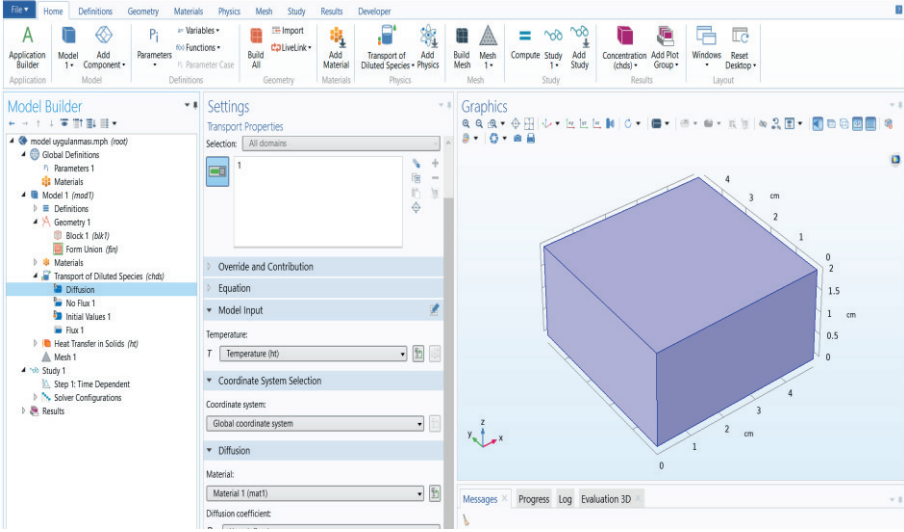 File Home Definitions Geometry Materials Physics Mesh Study Results Developer
Application Builder
Model 1
Add Component
Parameters
Variables
Functions
Parameter Case
Build All
Import
LiveLink
Add Material
Transport of Diluted Species
Add Physics
Build Mesh
Mesh 1
Compute
Study 1
Add Study
Concentration (chds)
Add Plot Group
Windows
Reset Desktop
Application Model Definitions Geometry Materials Physics Mesh Study Results Layout
Model Builder
model uygulanması.mph (root)
Global Definitions
Pi Parameters 1
Materials
Model 1 (mod1)
Definitions
Geometry 1
Block 1 (blk1)
Form Union (fin)
Materials
Transport of Diluted Species (chds)
Diffusion
No Flux 1
Initial Values 1
Flux 1
Heat Transfer in Solids (ht)
Mesh 1
Study 1
Step 1: Time Dependent
Solver Configurations
Results
Settings
Transport Properties
Selection: All domains
1
Override and Contribution
Equation
Model Input
Temperature:
T Temperature (ht)
Coordinate System Selection
Coordinate system:
Global coordinate system
Diffusion
Material:
Material 1 (mat1)
Diffusion coefficient:
Graphics
4
3 cm
2
1
0
2
1.5
1 cm
0.5
0
4
3
2 cm
1
0
z
y x
Messages Progress Log Evaluation 3D